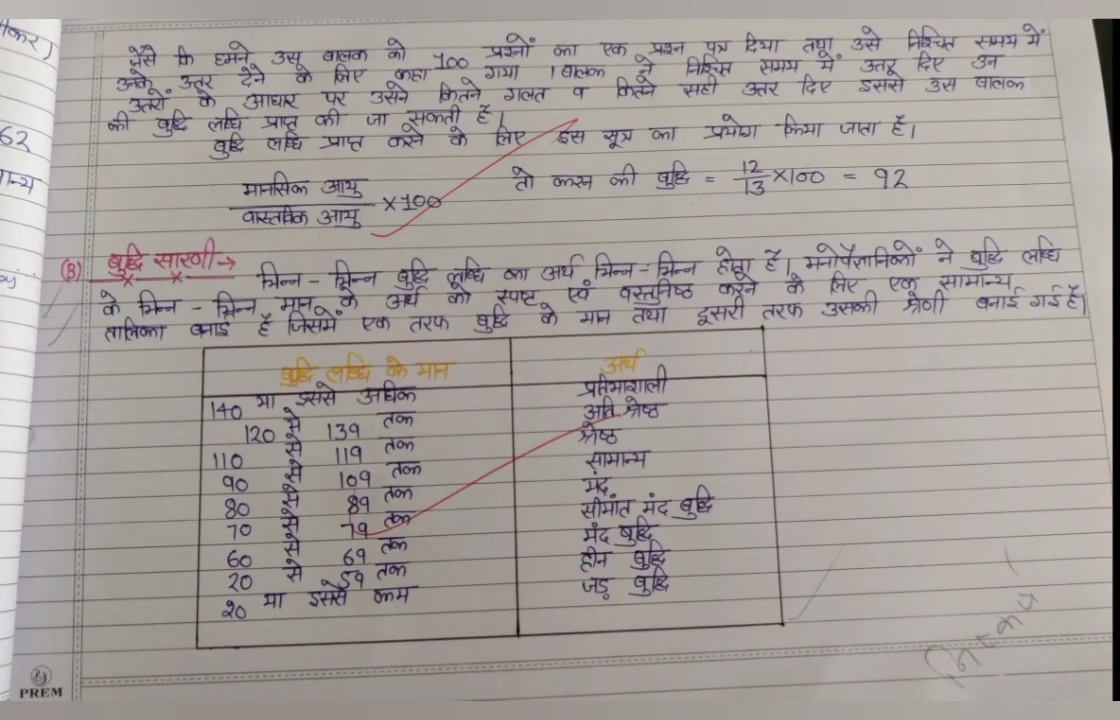 कर)
62
जैसे कि हमने उस बालक को 100 प्रश्नों का एक प्रश्न पत्र दिया तथा उसे निश्चित समय में
उनके उत्तर देने के लिए कहा गया । बालक ने निश्चित समय में उत्तर दिए उन
उत्तरों के आधार पर उसने कितने गलत व कितने सही उत्तर दिए इससे उस बालक
की बुद्धि लब्धि प्राप्त की जा सकती है।
बुद्धि लब्धि प्राप्त करने के लिए इस सूत्र का प्रयोग किया जाता है।
मानसिक आयु
वास्तविक आयु ×100
तो करन की बुद्धि = 12/13 ×100 = 92
(B) बुद्धि सारणी→
भिन्न - भिन्न बुद्धि लब्धि का अर्थ भिन्न - भिन्न होता है। मनोवैज्ञानिकों ने बुद्धि लब्धि
के भिन्न - भिन्न मान के अर्थ को स्पष्ट एवं वस्तुनिष्ठ करने के लिए एक सामान्य
तालिका बनाई है जिसमें एक तरफ बुद्धि के मान तथा दूसरी तरफ उसकी श्रेणी बनाई गई है।
बुद्धि लब्धि के मान अर्थ
140 या इससे अधिक प्रतिभाशाली
120 से 139 तक अति श्रेष्ठ
110 से 119 तक श्रेष्ठ
90 से 109 तक सामान्य
80 से 89 तक मंद
70 से 79 तक सीमांत मंद बुद्धि
60 से 69 तक मंद बुद्धि
20 से 59 तक हीन बुद्धि
20 या इससे कम जड़ बुद्धि
PREM